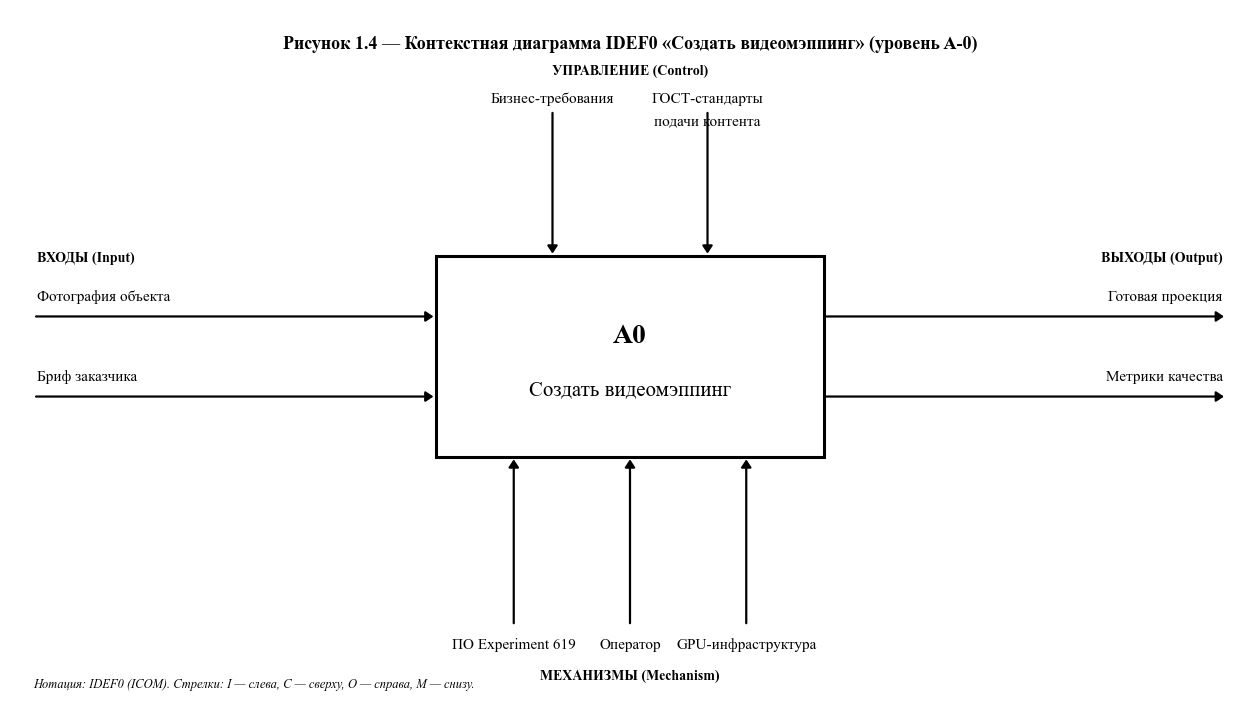 Рисунок 1.4 — Контекстная диаграмма IDEF0 «Создать видеомэппинг» (уровень А-0)
УПРАВЛЕНИЕ (Control)
Бизнес-требования
ГОСТ-стандарты
подачи контента
ВХОДЫ (Input)
ВЫХОДЫ (Output)
Фотография объекта
Готовая проекция
А0
Бриф заказчика
Метрики качества
Создать видеомэппинг
ПО Experiment 619
Оператор
GPU-инфраструктура
МЕХАНИЗМЫ (Mechanism)
Нотация: IDEF0 (ICOM). Стрелки: I — слева, C — сверху, O — справа, M — снизу.